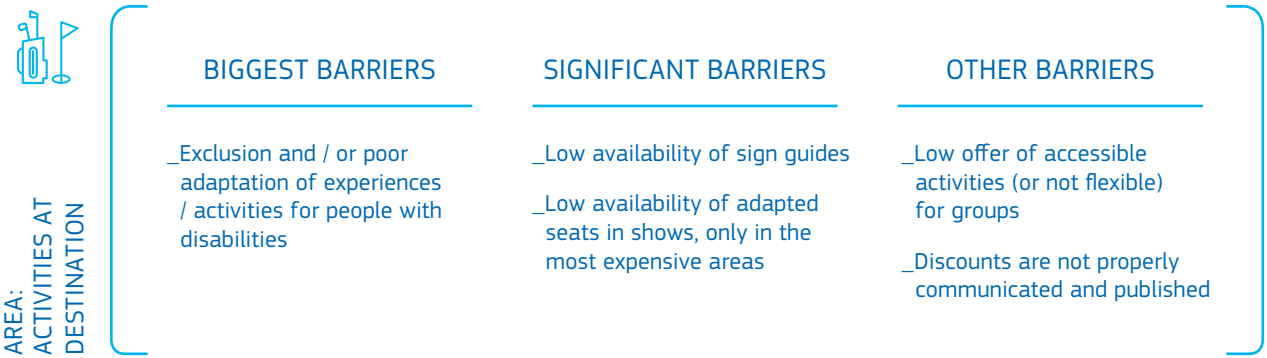 AREA:
ACTIVITIES AT
DESTINATION
BIGGEST BARRIERS
_Exclusion and / or poor
adaptation of experiences
/ activities for people with
disabilities
SIGNIFICANT BARRIERS
_Low availability of sign guides
_Low availability of adapted
seats in shows, only in the
most expensive areas
OTHER BARRIERS
_Low offer of accessible
activities (or not flexible)
for groups
_Discounts are not properly
communicated and published